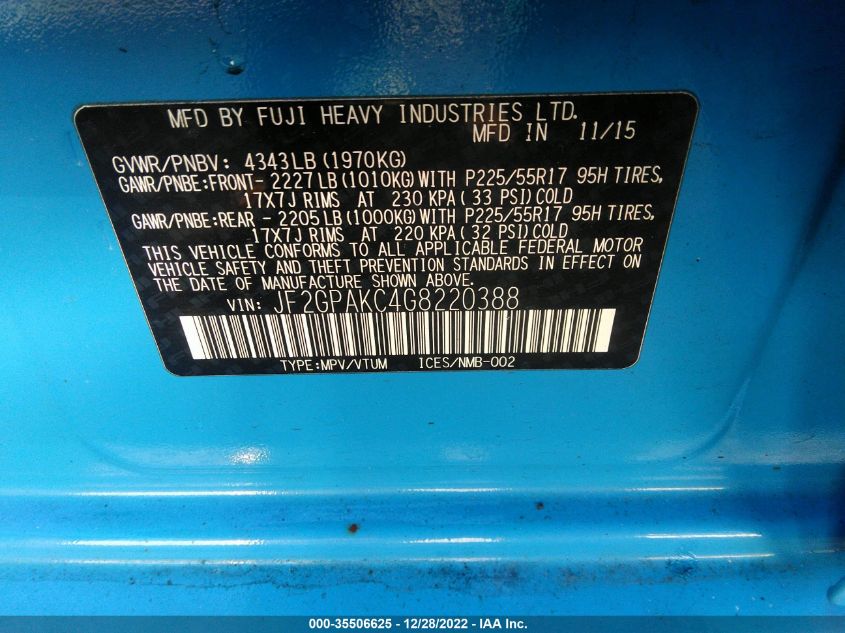 MFD BY FUJI HEAVY INDUSTRIES LTD.
MFD IN 11/15
GVWR/PNBV: 4343LB(1970KG)
GAWR/PNBE:FRONT- 2227LB(1010KG)WITH P225/55R17 95H TIRES,
17X7J RIMS AT 230 KPA(33 PSI)COLD
GAWR/PNBE:REAR - 2205LB(1000KG)WITH P225/55R17 95H TIRES,
17X7J RIMS AT 220 KPA(32 PSI)COLD
THIS VEHICLE CONFORMS TO ALL APPLICABLE FEDERAL MOTOR
VEHICLE SAFETY AND THEFT PREVENTION STANDARDS IN EFFECT ON
THE DATE OF MANUFACTURE SHOWN ABOVE.
VIN: JF2GPAKC4G8220388
TYPE:MPV/VTUM ICES/NMB-002
000-35506625 - 12/28/2022 - IAA Inc.